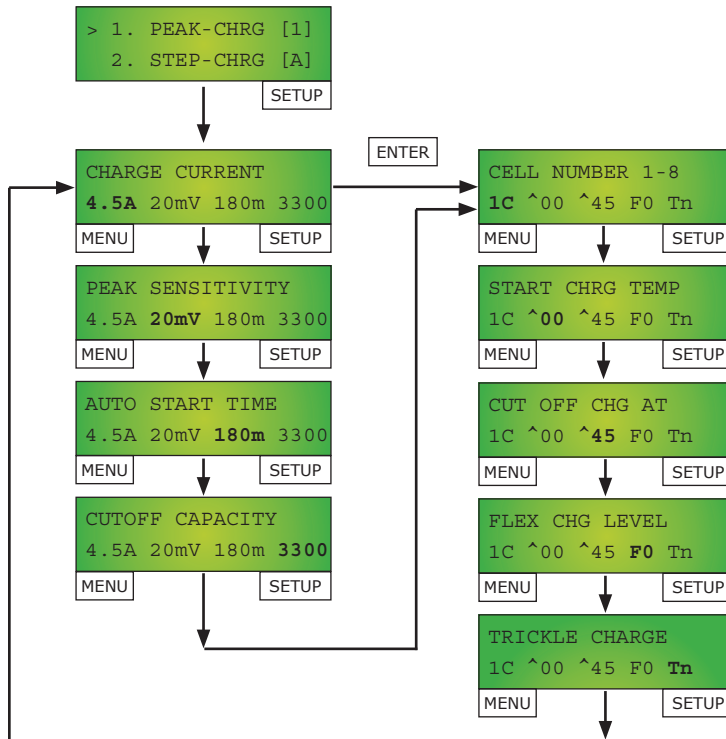 > 1. PEAK-CHRG [1]
2. STEP-CHRG [A]
SETUP
CHARGE CURRENT
4.5A 20mV 180m 3300
MENU
SETUP
PEAK SENSITIVITY
4.5A 20mV 180m 3300
MENU
SETUP
AUTO START TIME
4.5A 20mV 180m 3300
MENU
SETUP
CUTOFF CAPACITY
4.5A 20mV 180m 3300
MENU
SETUP
ENTER
CELL NUMBER 1-8
1C ^00 ^45 F0 Tn
MENU
SETUP
START CHRG TEMP
1C ^00 ^45 F0 Tn
MENU
SETUP
CUT OFF CHG AT
1C ^00 ^45 F0 Tn
MENU
SETUP
FLEX CHG LEVEL
1C ^00 ^45 F0 Tn
MENU
SETUP
TRICKLE CHARGE
1C ^00 ^45 F0 Tn
MENU
SETUP